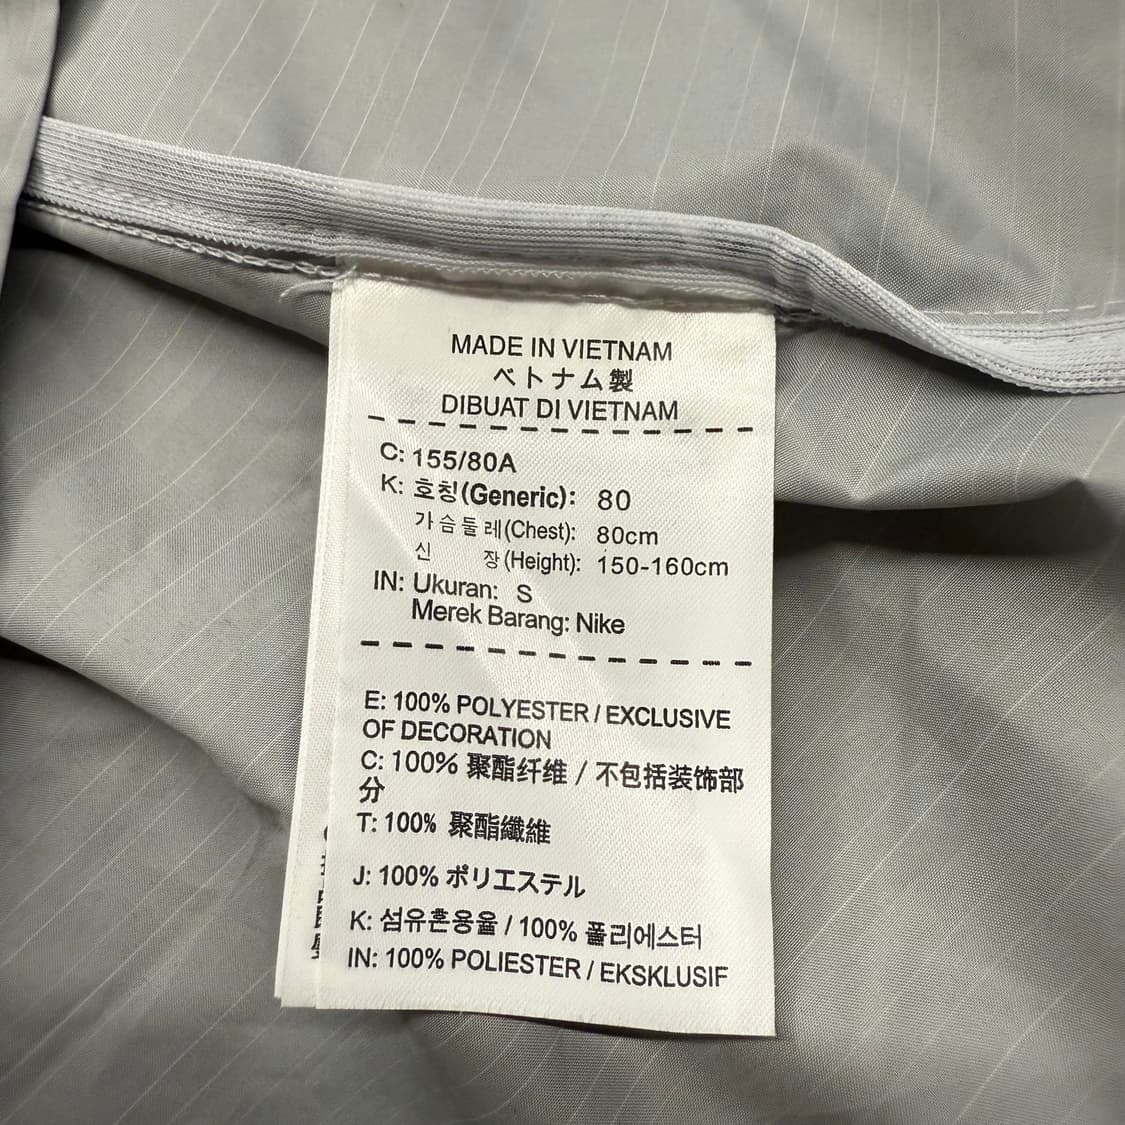 MADE IN VIETNAM
ベトナム製
DIBUAT DI VIETNAM
C: 155/80A
K: 호칭(Generic): 80
가슴둘레(Chest): 80cm
신 장(Height): 150-160cm
IN: Ukuran: S
Merek Barang: Nike
E: 100% POLYESTER / EXCLUSIVE
OF DECORATION
C: 100% 聚酯纤维 / 不包括装饰部
分
T: 100% 聚酯纖維
J: 100% ポリエステル
K: 섬유혼용율 / 100% 폴리에스터
IN: 100% POLIESTER / EKSKLUSIF